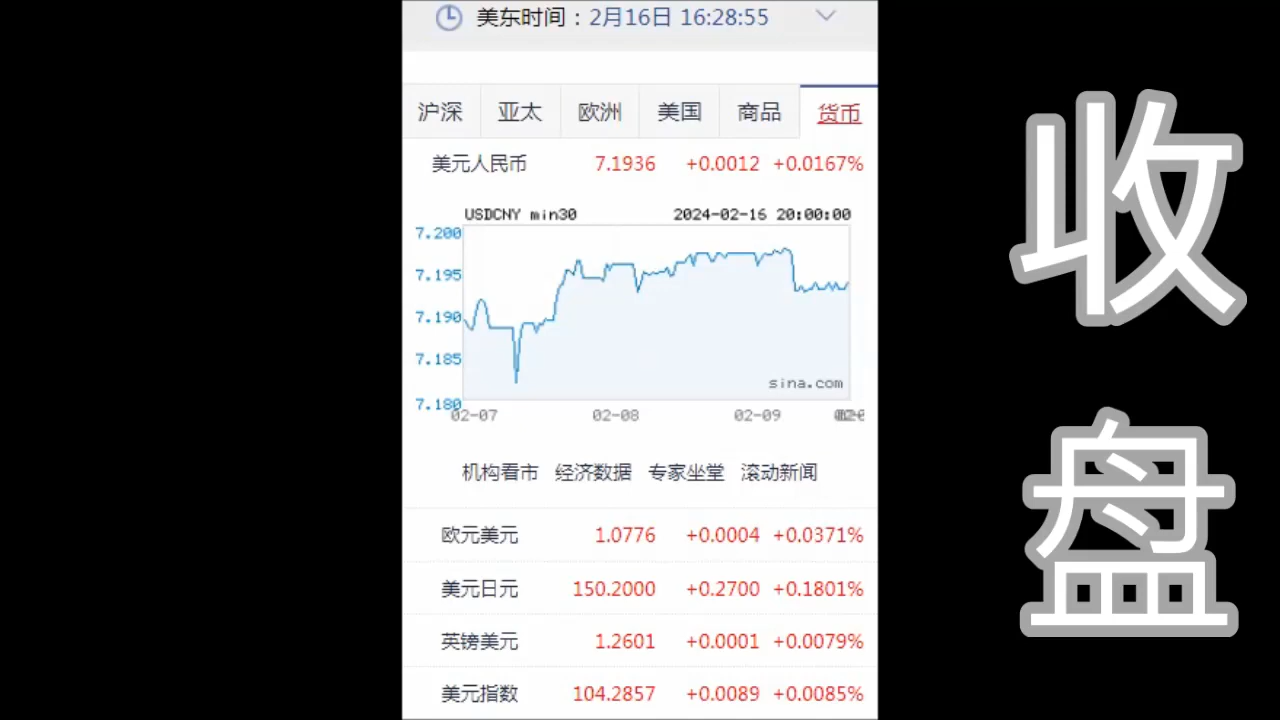 美东时间：2月16日 16:28:55
沪深 亚太 欧洲 美国 商品 货币
美元人民币 7.1936 +0.0012 +0.0167%
USDCNY min30 2024-02-16 20:00:00
7.200
7.195
7.190
7.185
7.180
sina.com
02-07 02-08 02-09
机构看市 经济数据 专家坐堂 滚动新闻
欧元美元 1.0776 +0.0004 +0.0371%
美元日元 150.2000 +0.2700 +0.1801%
英镑美元 1.2601 +0.0001 +0.0079%
美元指数 104.2857 +0.0089 +0.0085%
收
盘